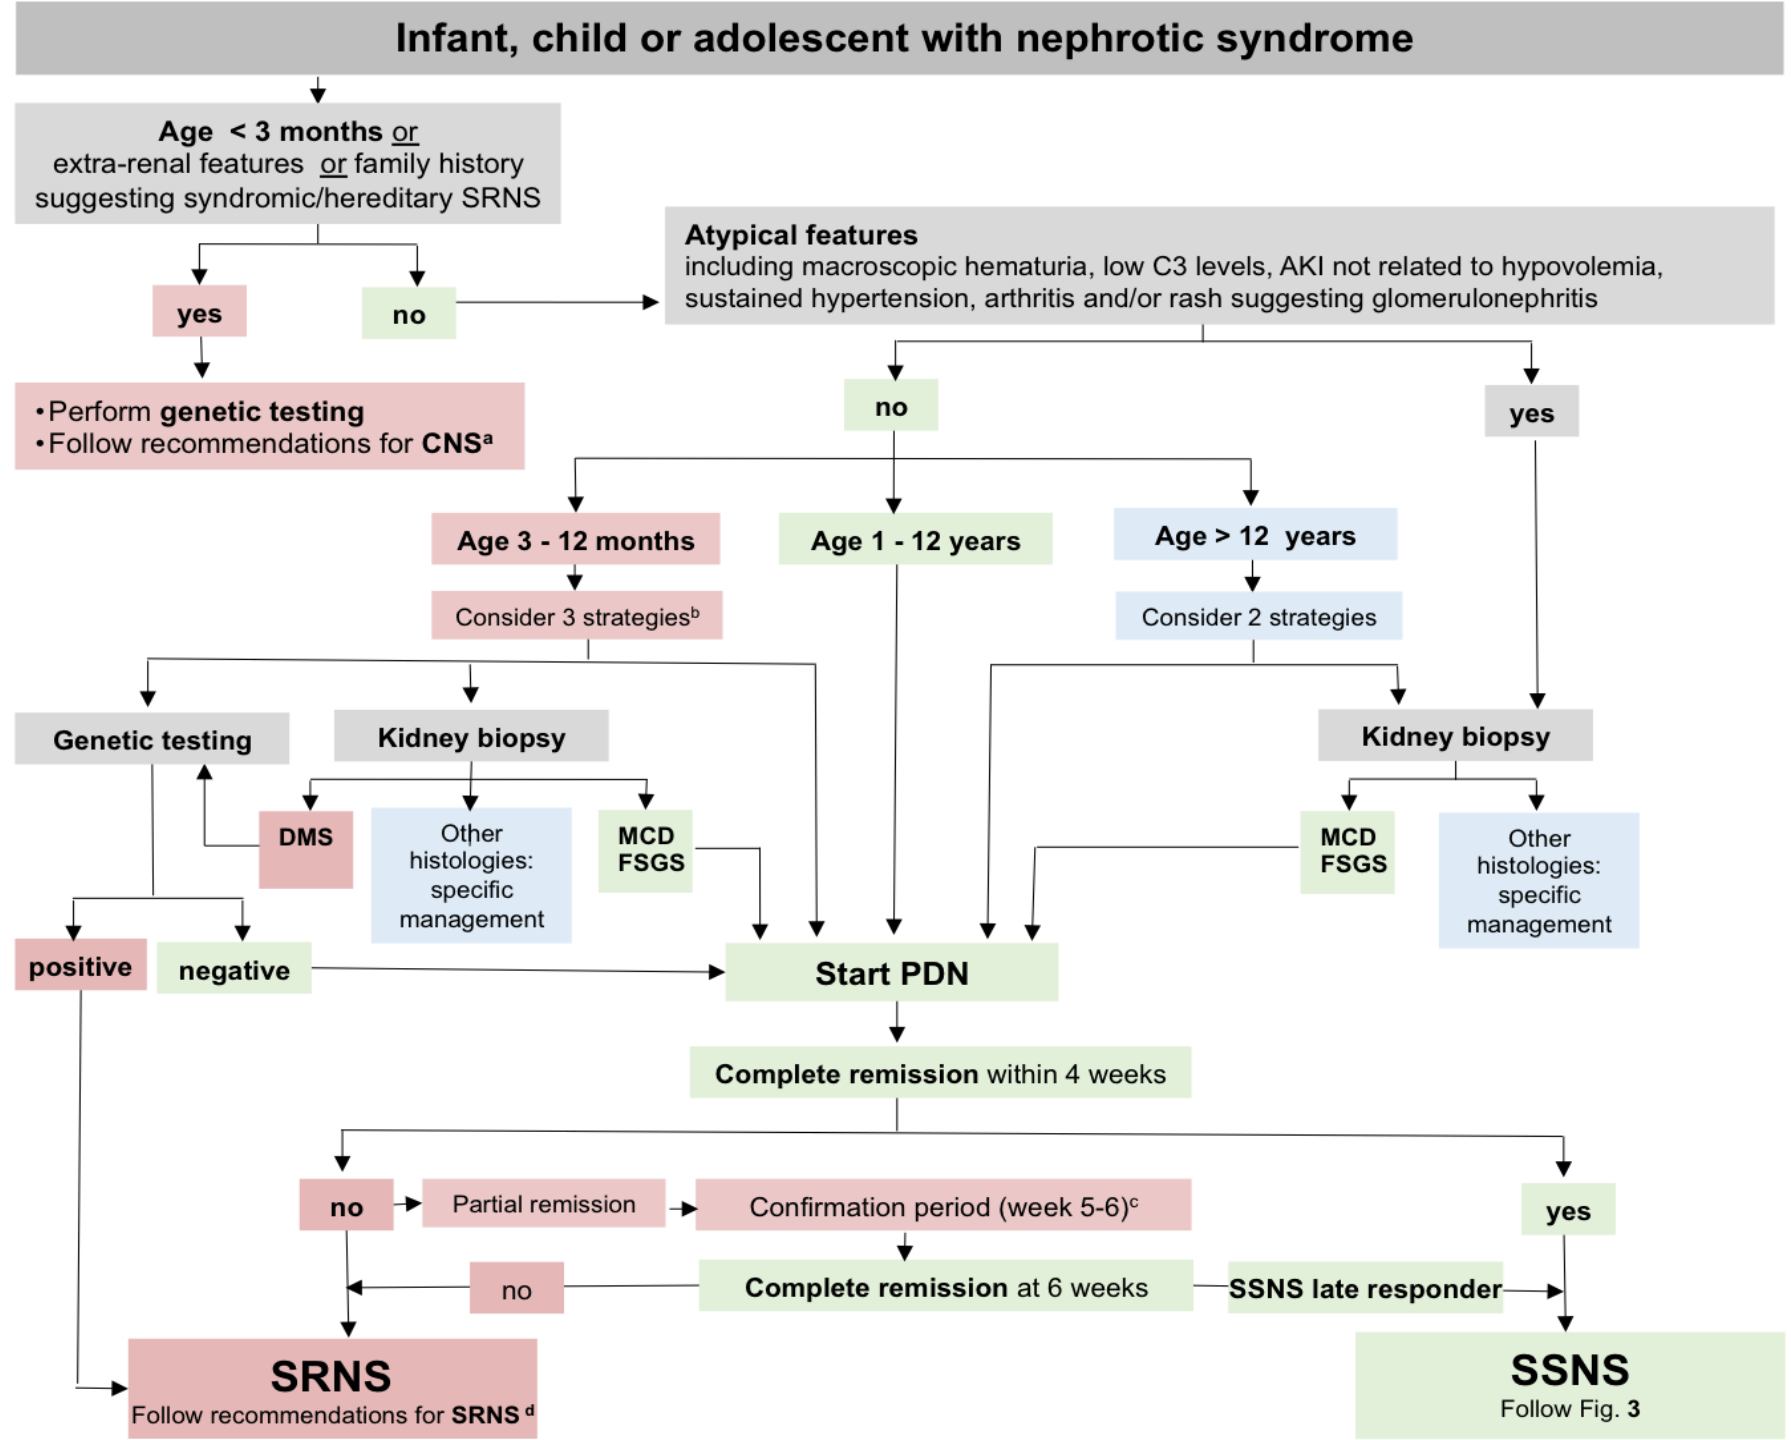 Infant, child or adolescent with nephrotic syndrome
Age < 3 months or
extra-renal features or family history
suggesting syndromic/hereditary SRNS
Atypical features
including macroscopic hematuria, low C3 levels, AKI not related to hypovolemia,
sustained hypertension, arthritis and/or rash suggesting glomerulonephritis
yes
no
•Perform genetic testing
•Follow recommendations for CNSᵃ
no
yes
Age 3 - 12 months
Age 1 - 12 years
Age > 12 years
Consider 3 strategiesᵇ
Consider 2 strategies
Genetic testing
Kidney biopsy
Kidney biopsy
DMS
Other
histologies:
specific
management
MCD
FSGS
MCD
FSGS
Other
histologies:
specific
management
positive
negative
Start PDN
Complete remission within 4 weeks
no
Partial remission
Confirmation period (week 5-6)ᶜ
yes
no
Complete remission at 6 weeks
SSNS late responder
SRNS
Follow recommendations for SRNS ᵈ
SSNS
Follow Fig. 3